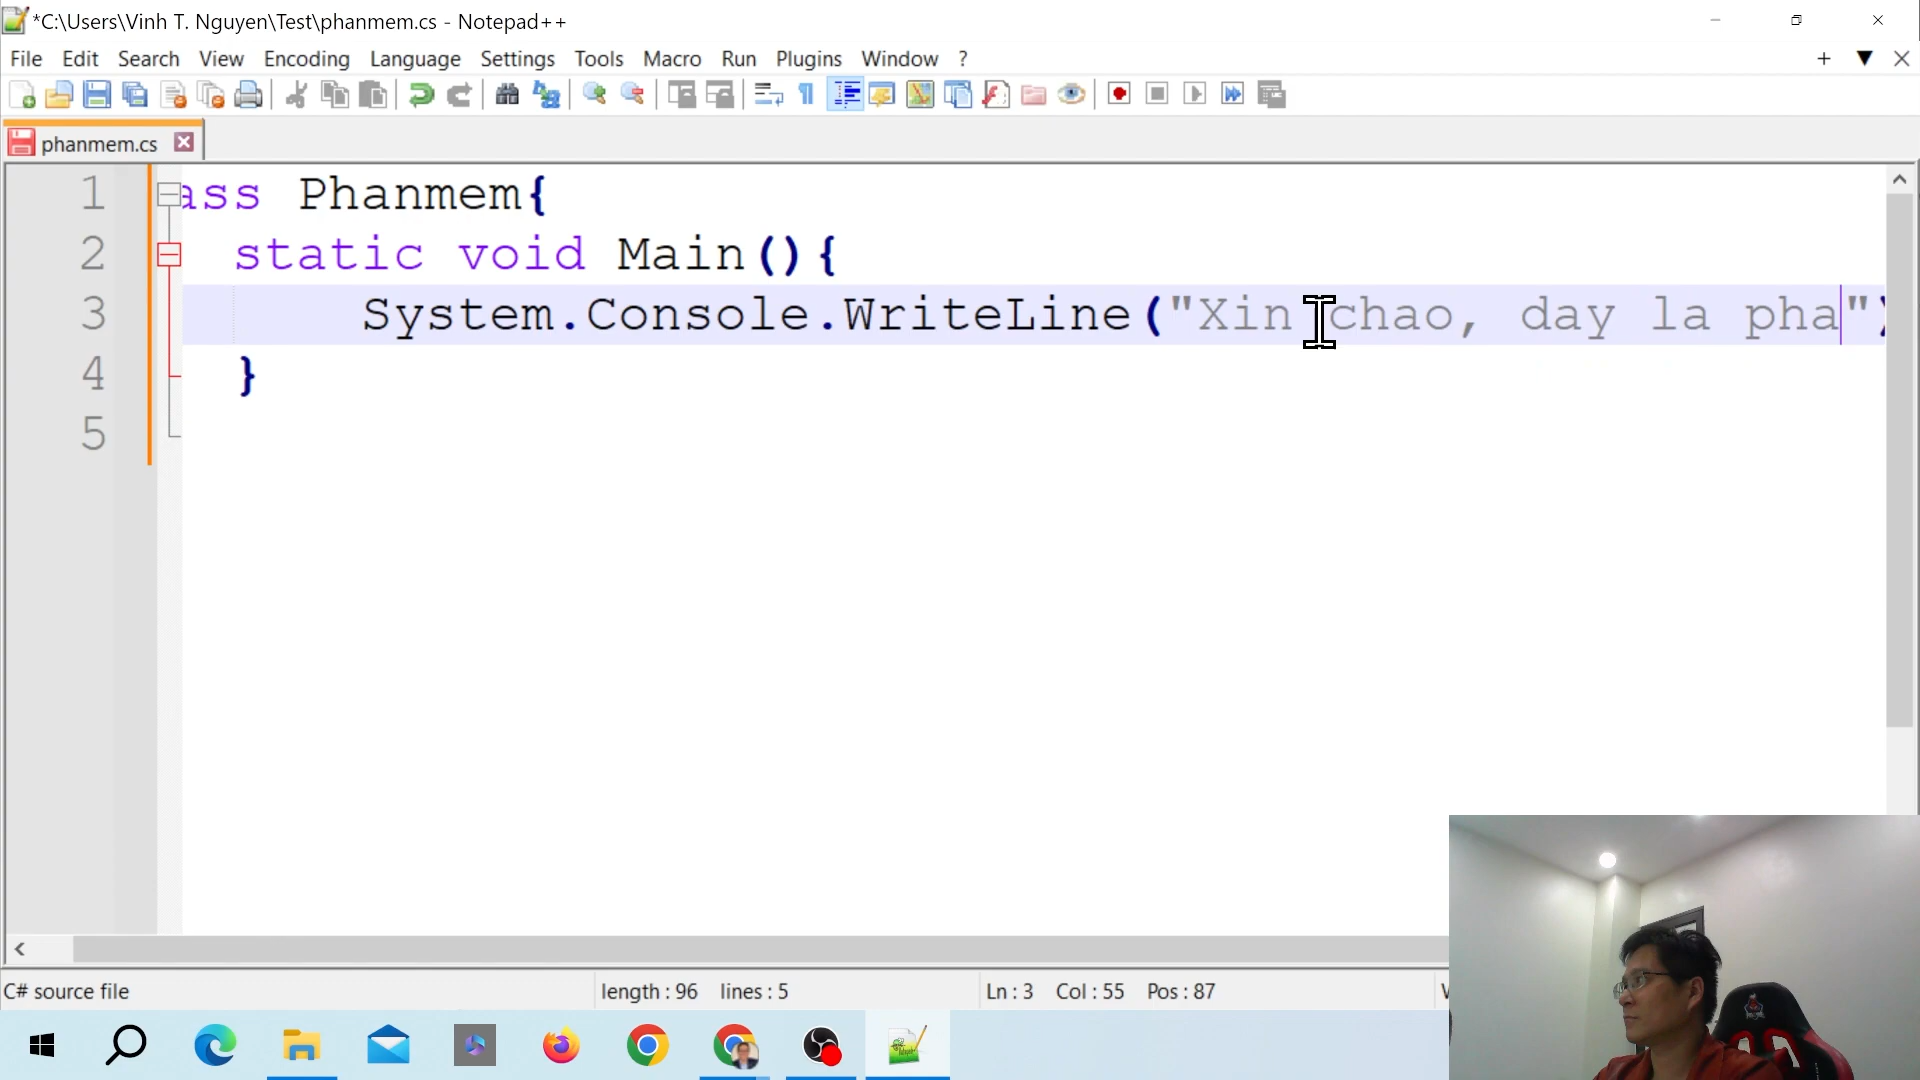 *C:\Users\Vinh T. Nguyen\Test\phanmem.cs - Notepad++
File Edit Search View Encoding Language Settings Tools Macro Run Plugins Window ?
phanmem.cs
1 ass Phanmem{
2 static void Main(){
3 System.Console.WriteLine("Xin chao, day la pha")
4 }
5
C# source file length : 96 lines : 5 Ln : 3 Col : 55 Pos : 87